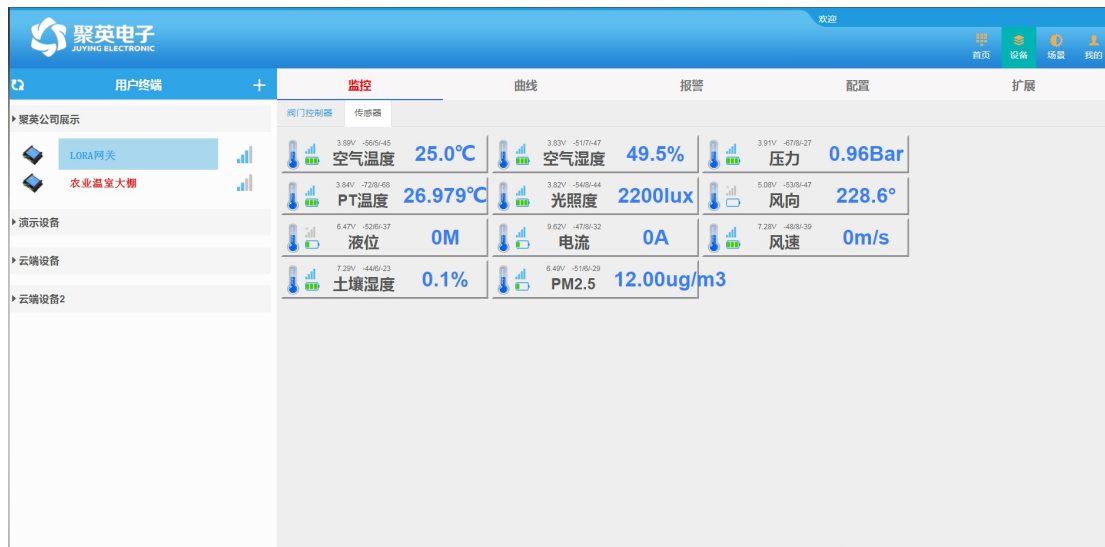 聚英电子
JUYING ELECTRONIC
欢迎
首页 设备 场景 我的
用户终端 +
监控 曲线 报警 配置 扩展
聚英公司展示
LORA网关
农业温室大棚
演示设备
云端设备
云端设备2
阀门控制器 传感器
3.89V -56/5/-45
空气温度 25.0℃
3.83V -51/7/-47
空气湿度 49.5%
3.91V -67/8/-27
压力 0.96Bar
3.84V -72/8/-68
PT温度 26.979℃
3.82V -54/8/-44
光照度 2200lux
5.08V -53/8/-47
风向 228.6°
6.47V -52/6/-37
液位 0M
9.62V -47/8/-32
电流 0A
7.28V -48/8/-39
风速 0m/s
7.29V -44/6/-23
土壤湿度 0.1%
6.49V -51/6/-29
PM2.5 12.00ug/m3